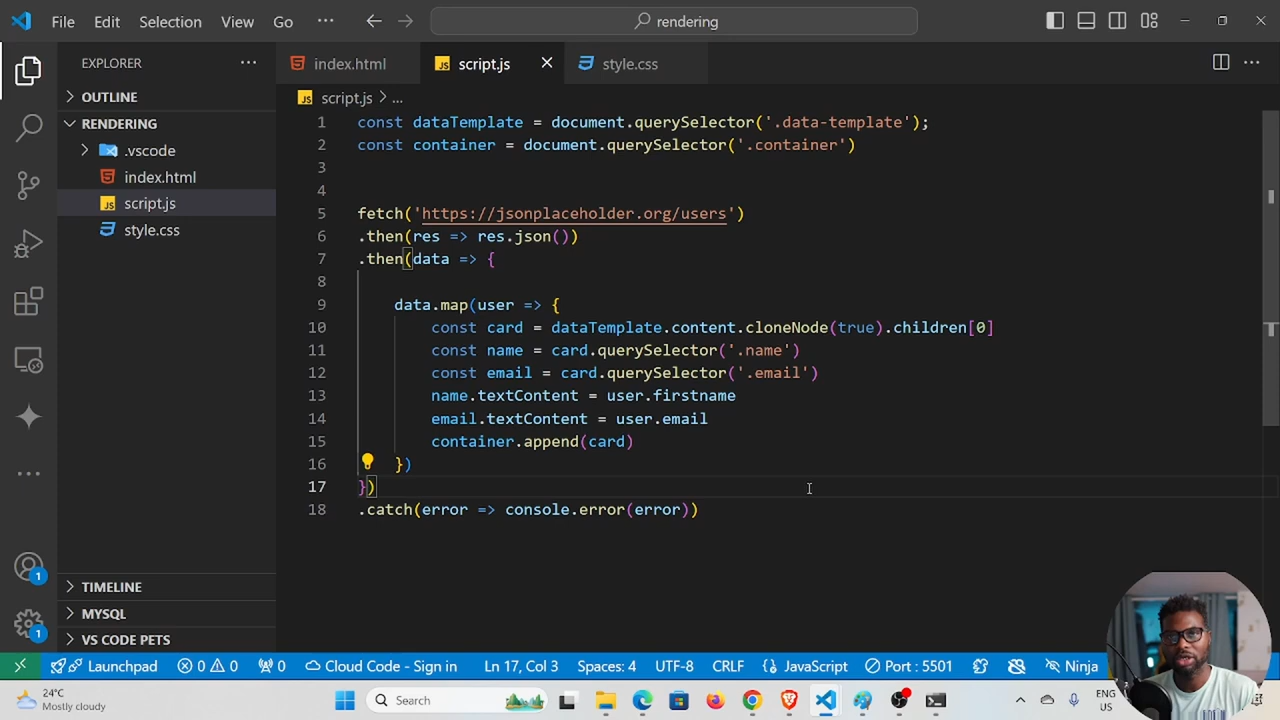 File Edit Selection View Go ··· rendering
EXPLORER ···
OUTLINE
RENDERING
.vscode
index.html
script.js
style.css
TIMELINE
MYSQL
VS CODE PETS
index.html script.js style.css
script.js > ...
1 const dataTemplate = document.querySelector('.data-template');
2 const container = document.querySelector('.container')
3
4
5 fetch('https://jsonplaceholder.org/users')
6 .then(res => res.json())
7 .then(data => {
8
9 data.map(user => {
10 const card = dataTemplate.content.cloneNode(true).children[0]
11 const name = card.querySelector('.name')
12 const email = card.querySelector('.email')
13 name.textContent = user.firstname
14 email.textContent = user.email
15 container.append(card)
16 })
17 })
18 .catch(error => console.error(error))
1
1
Launchpad 0 0 0 Cloud Code - Sign in Ln 17, Col 3 Spaces: 4 UTF-8 CRLF {} JavaScript Port : 5501 Ninja
24°C
Mostly cloudy
Search
ENG
US